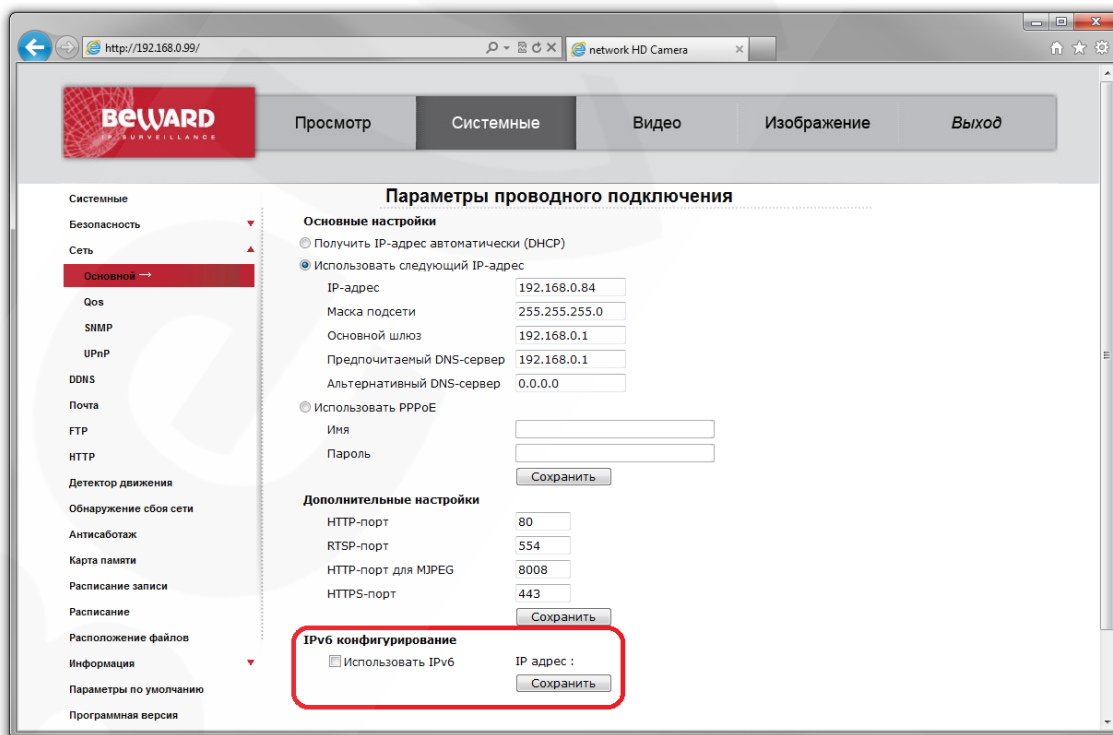 http://192.168.0.99/
network HD Camera
BEWARD
IP SURVEILLANCE
Просмотр
Системные
Видео
Изображение
Выход
Системные
Безопасность
Сеть
Основной →
Qos
SNMP
UPnP
DDNS
Почта
FTP
HTTP
Детектор движения
Обнаружение сбоя сети
Антисаботаж
Карта памяти
Расписание записи
Расписание
Расположение файлов
Информация
Параметры по умолчанию
Программная версия
Параметры проводного подключения
Основные настройки
Получить IP-адрес автоматически (DHCP)
Использовать следующий IP-адрес
IP-адрес 192.168.0.84
Маска подсети 255.255.255.0
Основной шлюз 192.168.0.1
Предпочитаемый DNS-сервер 192.168.0.1
Альтернативный DNS-сервер 0.0.0.0
Использовать PPPoE
Имя
Пароль
Сохранить
Дополнительные настройки
HTTP-порт 80
RTSP-порт 554
HTTP-порт для MJPEG 8008
HTTPS-порт 443
Сохранить
IPv6 конфигурирование
Использовать IPv6 IP адрес :
Сохранить